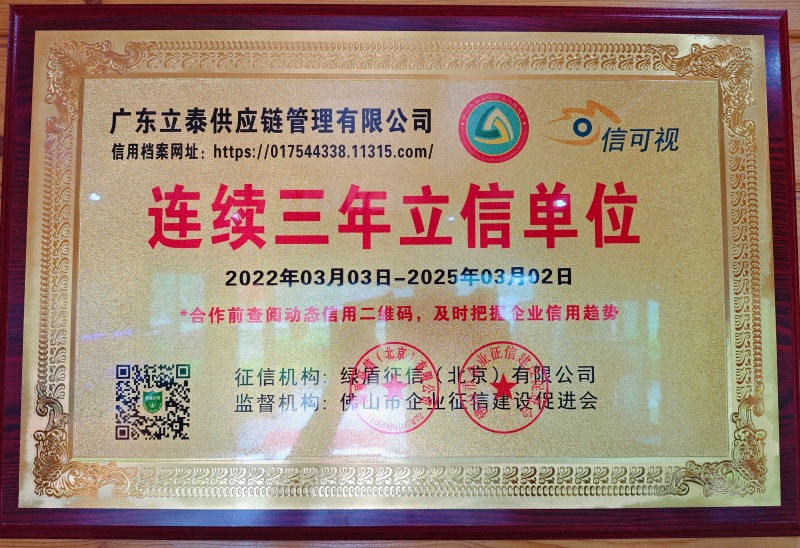 广东立泰供应链管理有限公司
信用档案网址：https://017544338.11315.com/
信可视
连续三年立信单位
2022年03月03日-2025年03月02日
*合作前查阅动态信用二维码，及时把握企业信用趋势
征信机构：绿盾征信（北京）有限公司
监督机构：佛山市企业征信建设促进会